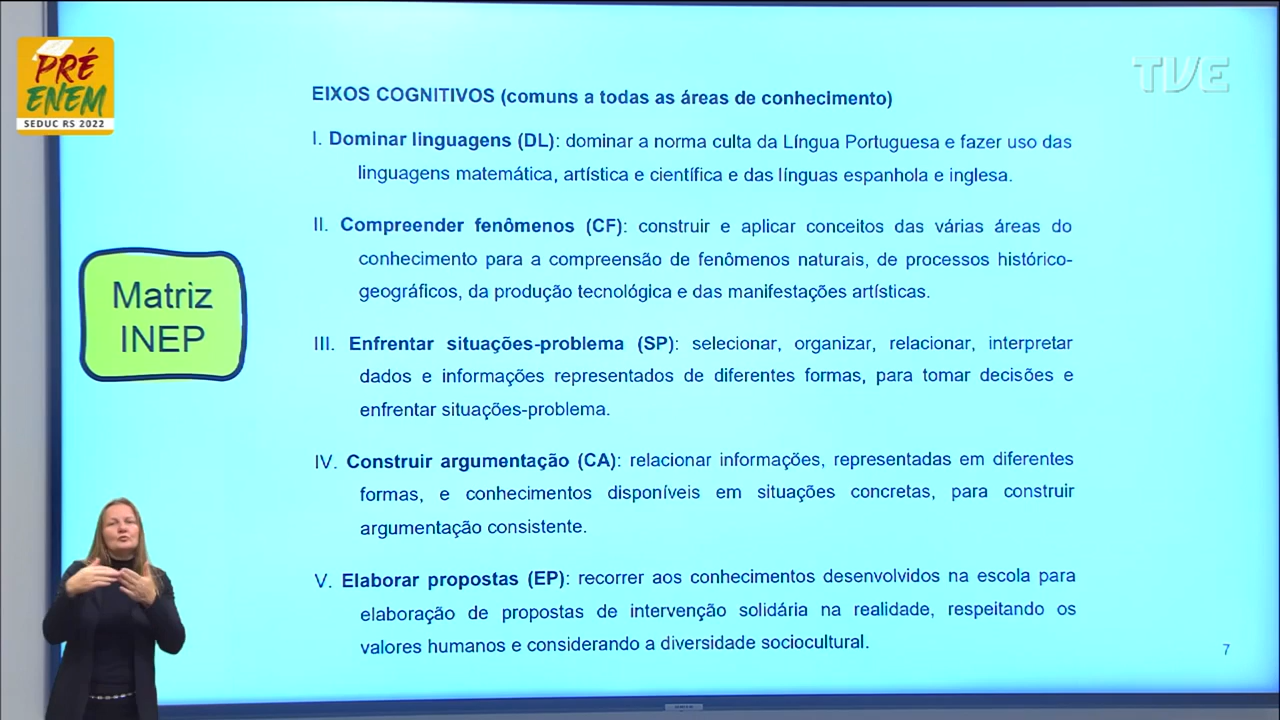 PRÉ
ENEM
SEDUC RS 2022
TVE
EIXOS COGNITIVOS (comuns a todas as áreas de conhecimento)
I. Dominar linguagens (DL): dominar a norma culta da Língua Portuguesa e fazer uso das
linguagens matemática, artística e científica e das línguas espanhola e inglesa.
II. Compreender fenômenos (CF): construir e aplicar conceitos das várias áreas do
conhecimento para a compreensão de fenômenos naturais, de processos histórico-
geográficos, da produção tecnológica e das manifestações artísticas.
Matriz
INEP
III. Enfrentar situações-problema (SP): selecionar, organizar, relacionar, interpretar
dados e informações representados de diferentes formas, para tomar decisões e
enfrentar situações-problema.
IV. Construir argumentação (CA): relacionar informações, representadas em diferentes
formas, e conhecimentos disponíveis em situações concretas, para construir
argumentação consistente.
V. Elaborar propostas (EP): recorrer aos conhecimentos desenvolvidos na escola para
elaboração de propostas de intervenção solidária na realidade, respeitando os
valores humanos e considerando a diversidade sociocultural.
7